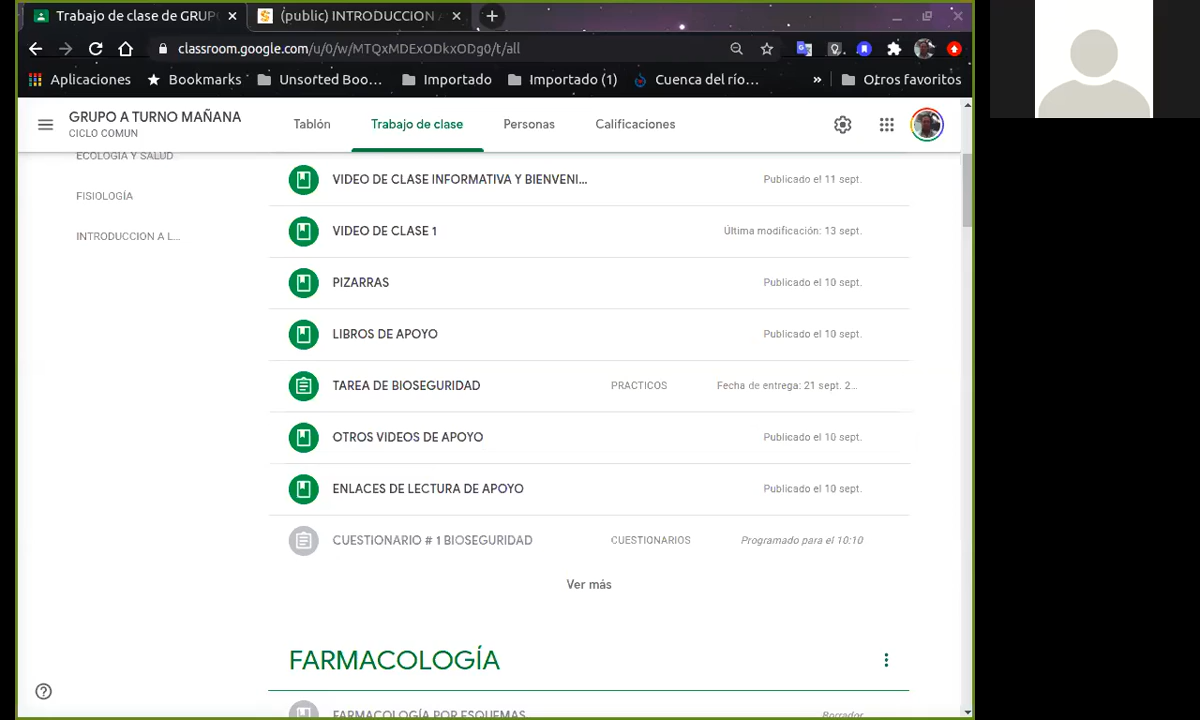 Trabajo de clase de GRUP
(public) INTRODUCCION
classroom.google.com/u/0/w/MTQxMDExODkxODg0/t/all
Aplicaciones
Bookmarks
Unsorted Boo...
Importado
Importado (1)
Cuenca del río...
»
Otros favoritos
GRUPO A TURNO MAÑANA
CICLO COMUN
Tablón
Trabajo de clase
Personas
Calificaciones
ECOLOGÍA Y SALUD
FISIOLOGÍA
INTRODUCCION A L...
VIDEO DE CLASE INFORMATIVA Y BIENVENI... Publicado el 11 sept.
VIDEO DE CLASE 1 Última modificación: 13 sept.
PIZARRAS Publicado el 10 sept.
LIBROS DE APOYO Publicado el 10 sept.
TAREA DE BIOSEGURIDAD PRACTICOS Fecha de entrega: 21 sept. 2...
OTROS VIDEOS DE APOYO Publicado el 10 sept.
ENLACES DE LECTURA DE APOYO Publicado el 10 sept.
CUESTIONARIO # 1 BIOSEGURIDAD CUESTIONARIOS Programado para el 10:10
Ver más
FARMACOLOGÍA
FARMACOLOGÍA POR ESQUEMAS Borrador